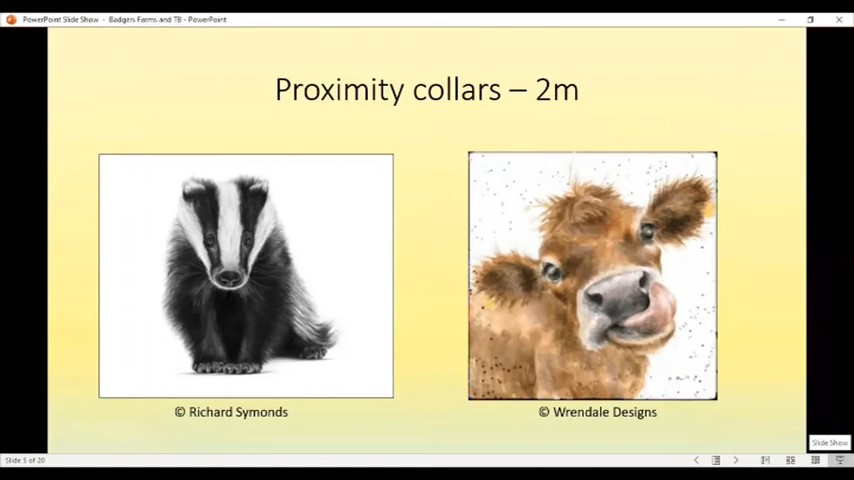 PowerPoint Slide Show - Badgers Farms and TB - PowerPoint
Proximity collars – 2m
© Richard Symonds
© Wrendale Designs
Slide Show
Slide 5 of 20